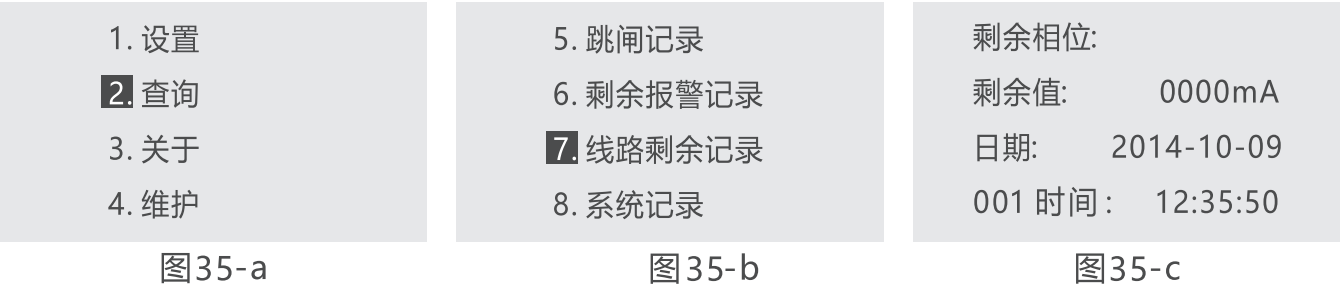 1. 设置
2. 查询
3. 关于
4. 维护
图35-a
5. 跳闸记录
6. 剩余报警记录
7. 线路剩余记录
8. 系统记录
图35-b
剩余相位:
剩余值: 0000mA
日期: 2014-10-09
001 时间: 12:35:50
图35-c